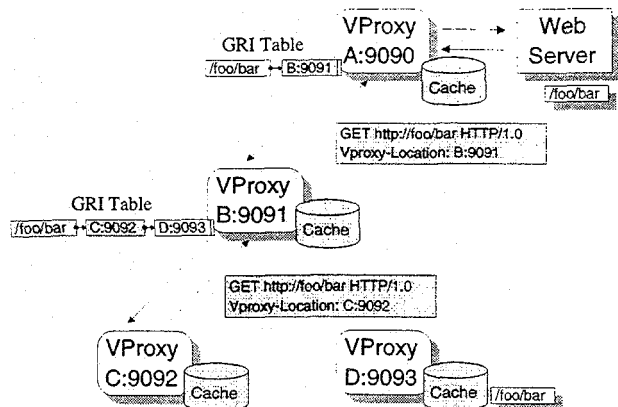 VProxy
A:9090
Web
Server
GRI Table
/foo/bar
B:9091
Cache
/foo/bar
GET http://foo/bar HTTP/1.0
Vproxy-Location: B:9091
VProxy
B:9091
GRI Table
/foo/bar
C:9092
D:9093
Cache
GET http://foo/bar HTTP/1.0
Vproxy-Location: C:9092
VProxy
C:9092
Cache
VProxy
D:9093
Cache
/foo/bar